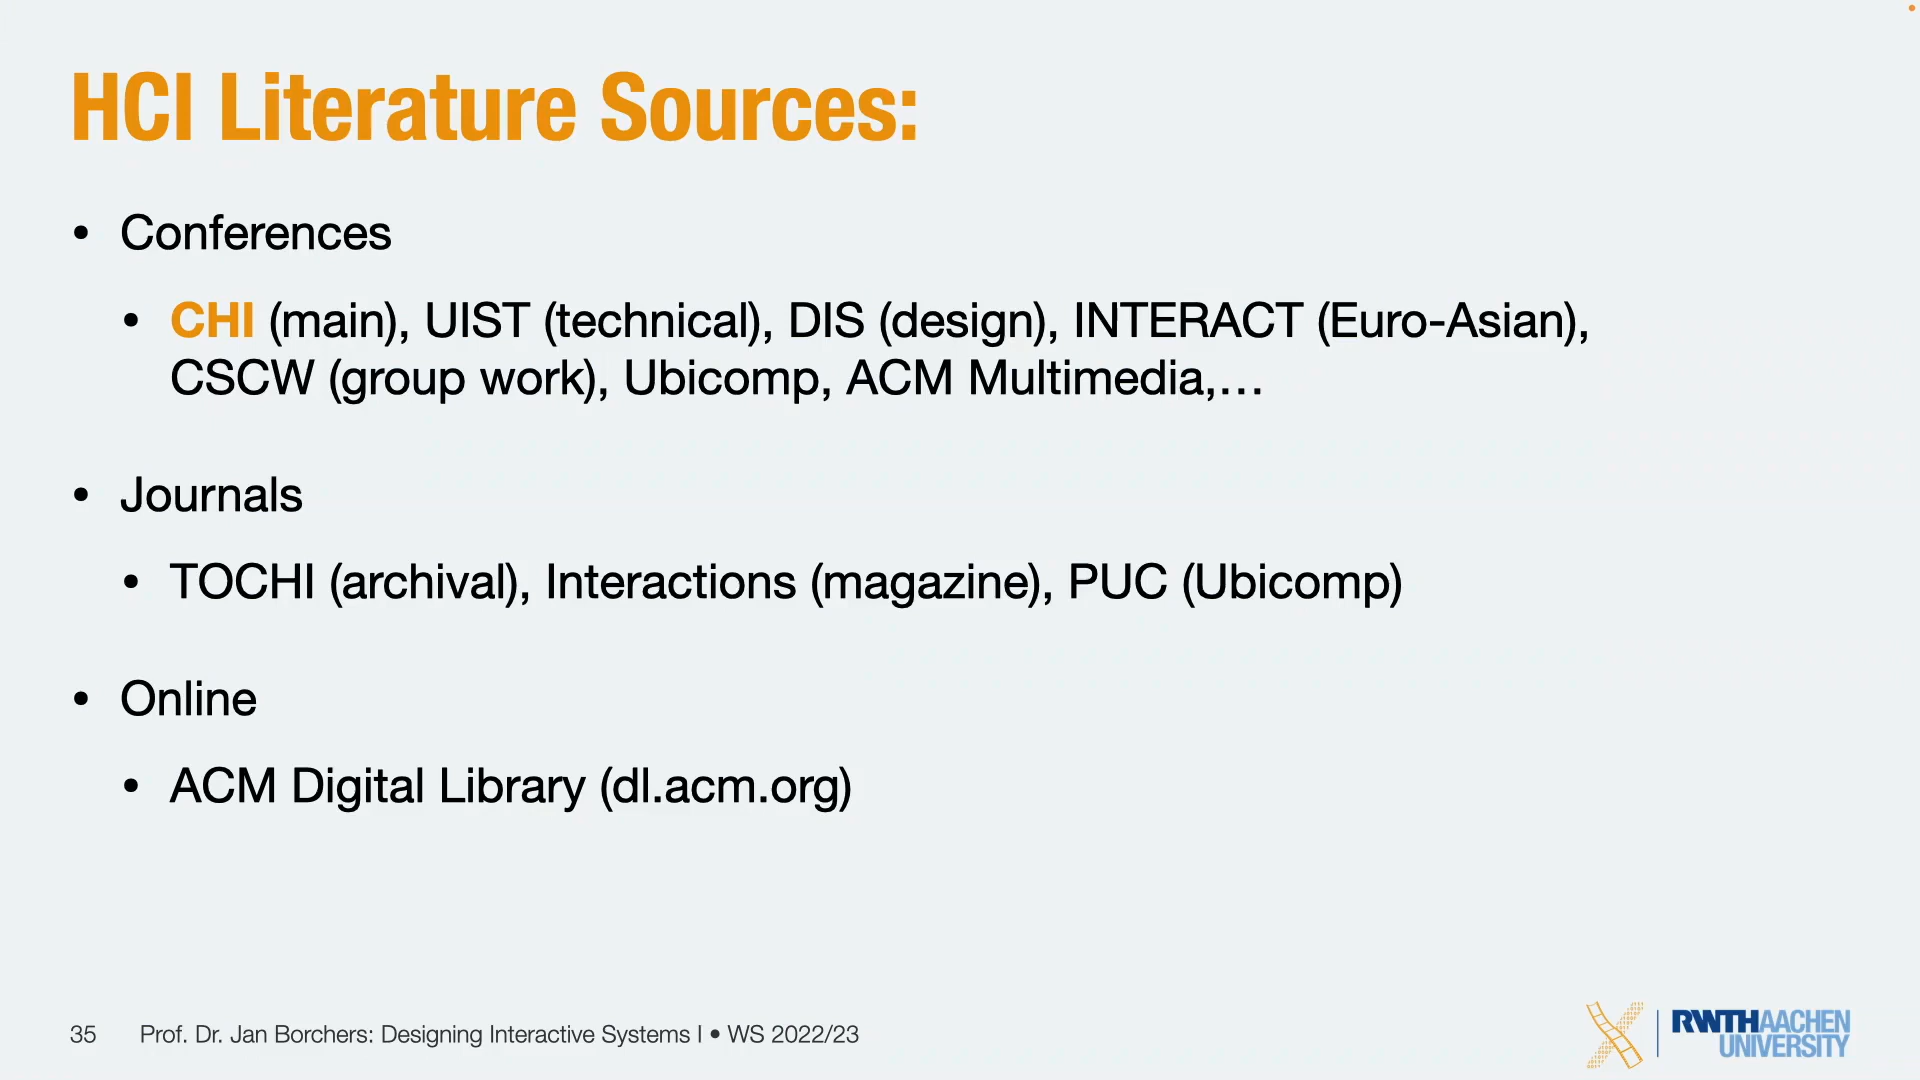 HCI Literature Sources:
• Conferences
• CHI (main), UIST (technical), DIS (design), INTERACT (Euro-Asian),
CSCW (group work), Ubicomp, ACM Multimedia,…
• Journals
• TOCHI (archival), Interactions (magazine), PUC (Ubicomp)
• Online
• ACM Digital Library (dl.acm.org)
35 Prof. Dr. Jan Borchers: Designing Interactive Systems I • WS 2022/23
RWTHAACHEN
UNIVERSITY